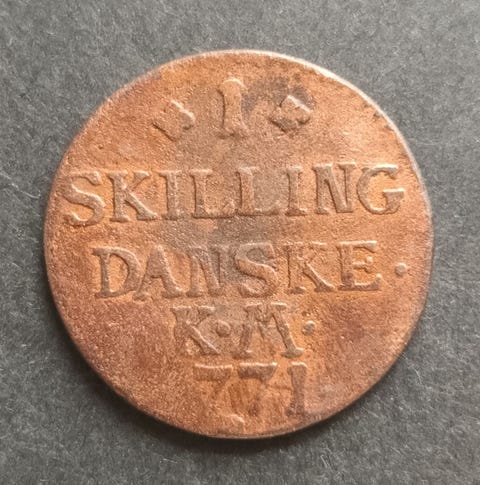 1
SKILLING
DANSKE.
K·M·
771